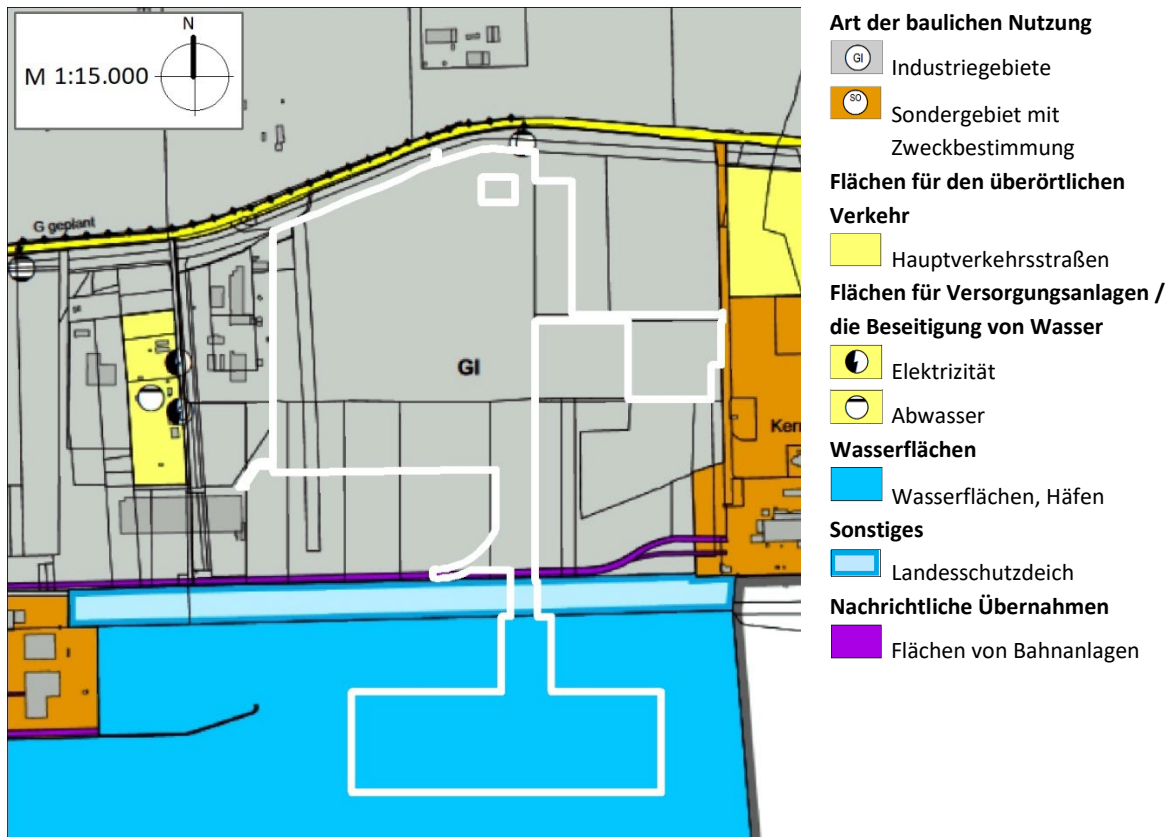 N
M 1:15.000
G geplant
GI
Kern
Art der baulichen Nutzung
GI
Industriegebiete
SO
Sondergebiet mit
Zweckbestimmung
Flächen für den überörtlichen
Verkehr
Hauptverkehrsstraßen
Flächen für Versorgungsanlagen /
die Beseitigung von Wasser
Elektrizität
Abwasser
Wasserflächen
Wasserflächen, Häfen
Sonstiges
Landesschutzdeich
Nachrichtliche Übernahmen
Flächen von Bahnanlagen